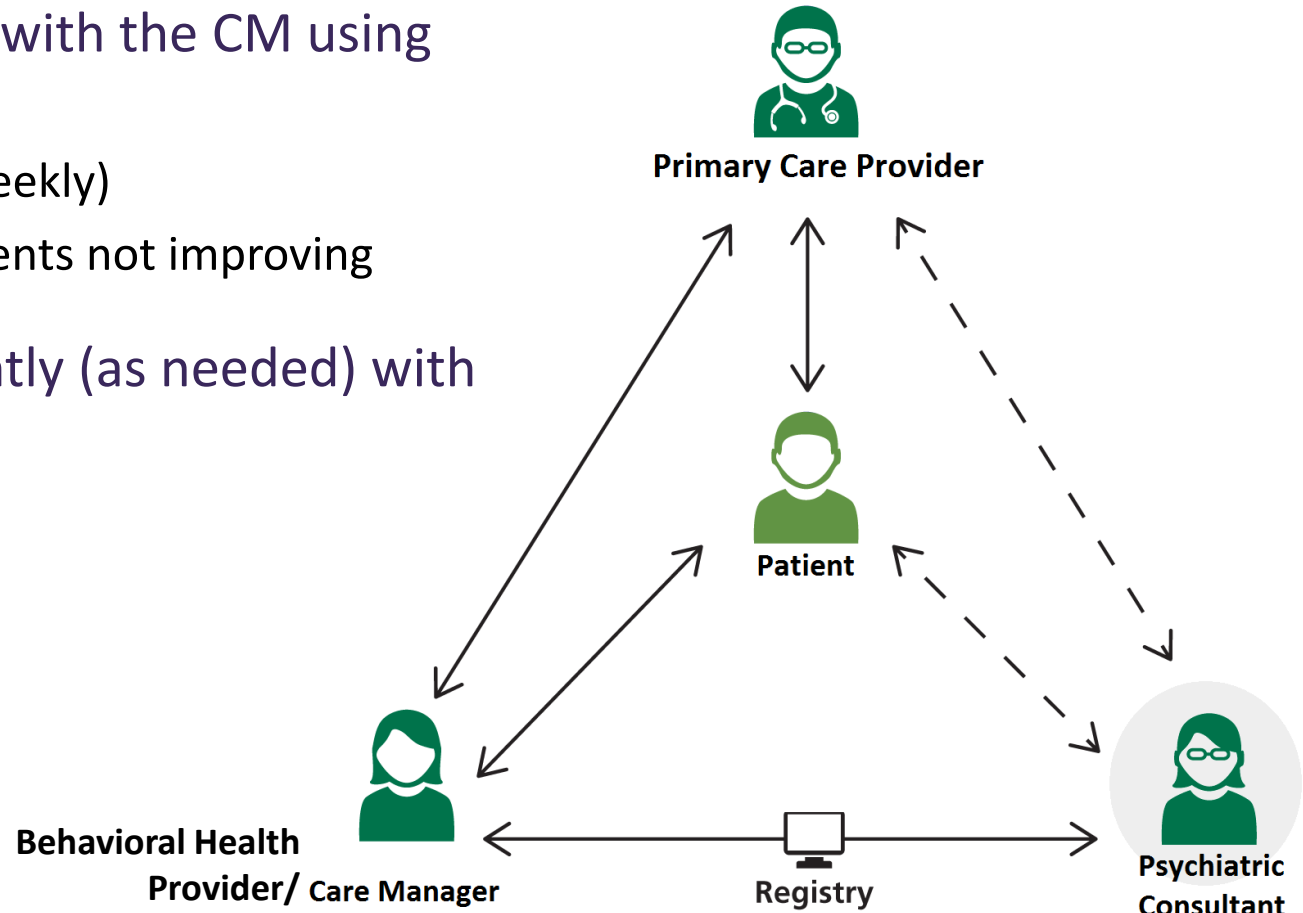 with the CM using
eekly)
ents not improving
ntly (as needed) with
Primary Care Provider
Patient
Behavioral Health
Provider/ Care Manager
Registry
Psychiatric
Consultant